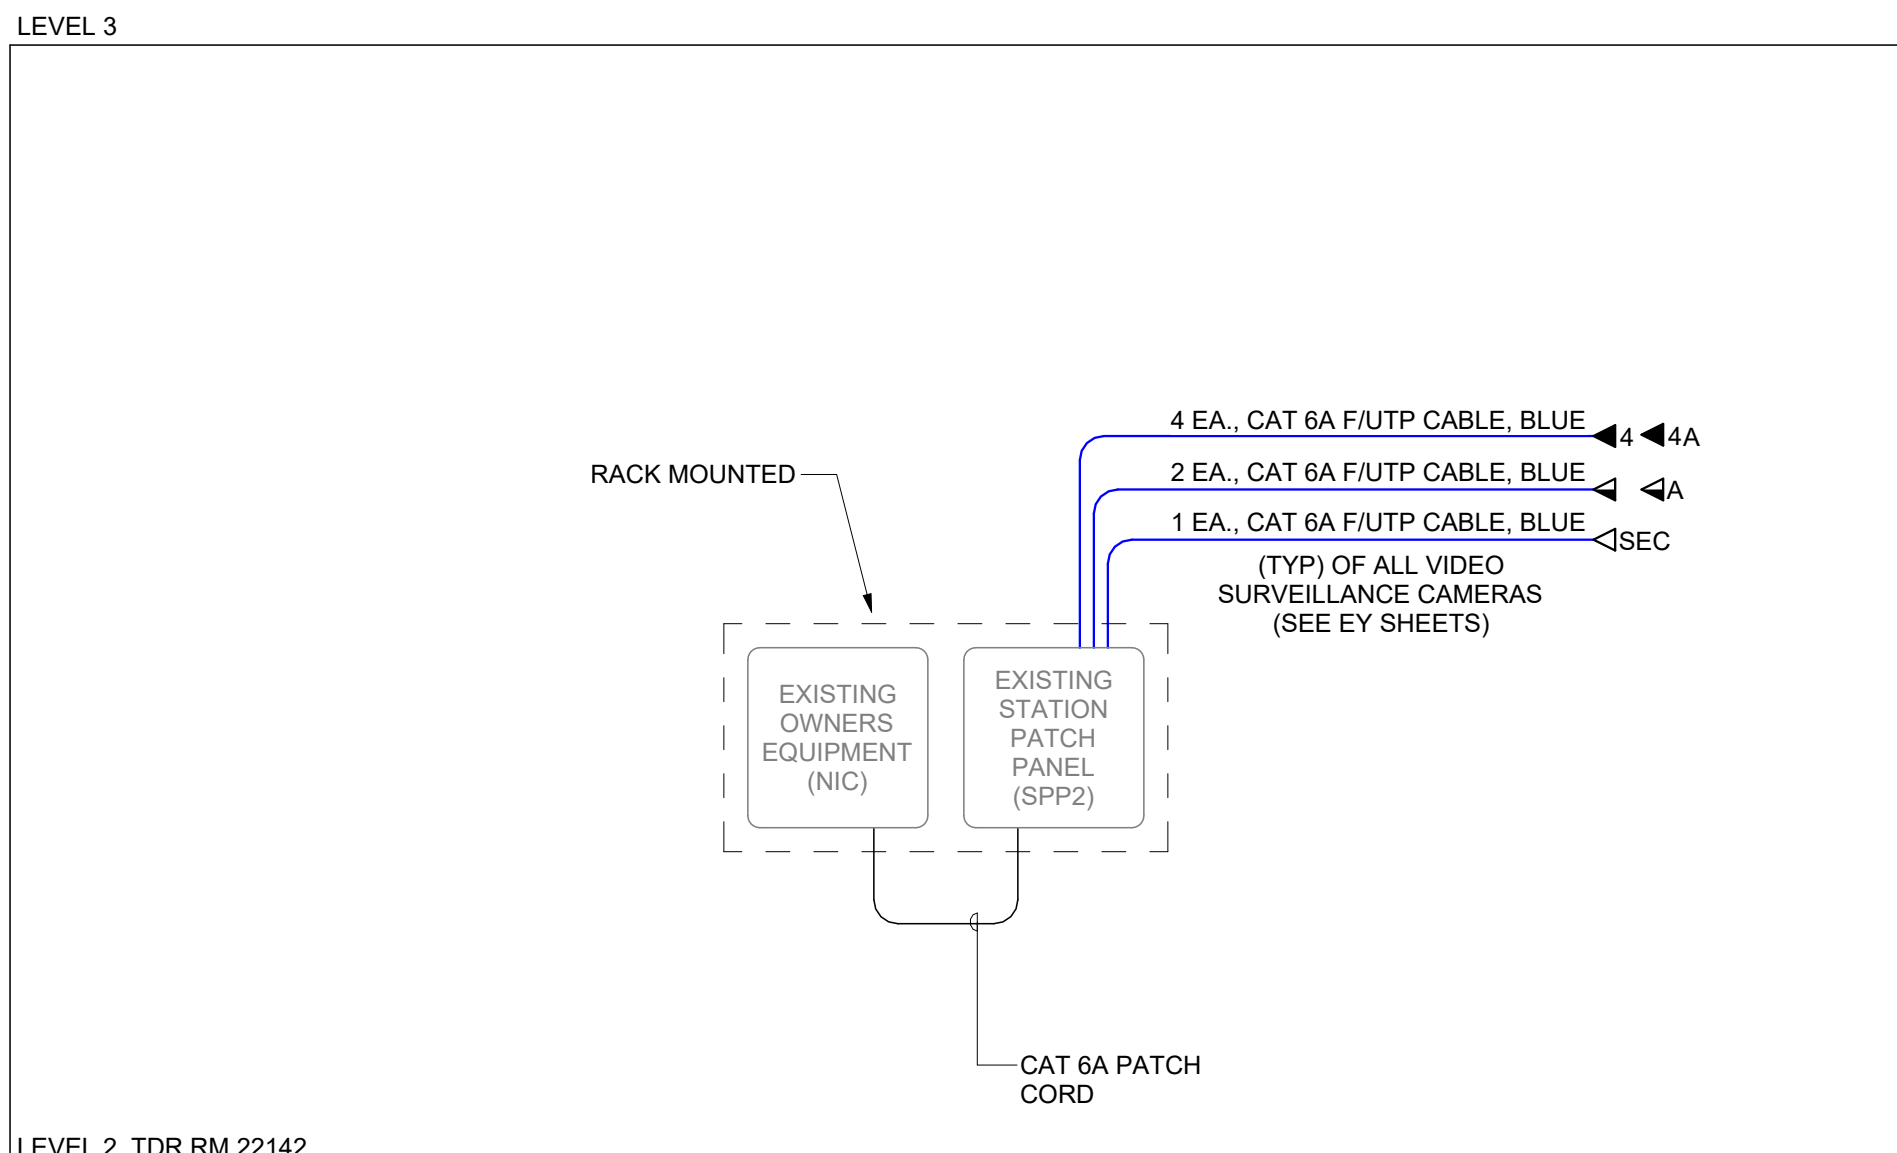 LEVEL 3
4 EA., CAT 6A F/UTP CABLE, BLUE
4 4A
RACK MOUNTED
2 EA., CAT 6A F/UTP CABLE, BLUE
A
1 EA., CAT 6A F/UTP CABLE, BLUE
SEC
(TYP) OF ALL VIDEO
SURVEILLANCE CAMERAS
(SEE EY SHEETS)
EXISTING
OWNERS
EQUIPMENT
(NIC)
EXISTING
STATION
PATCH
PANEL
(SPP2)
CAT 6A PATCH
CORD
LEVEL 2 TDR RM 22142